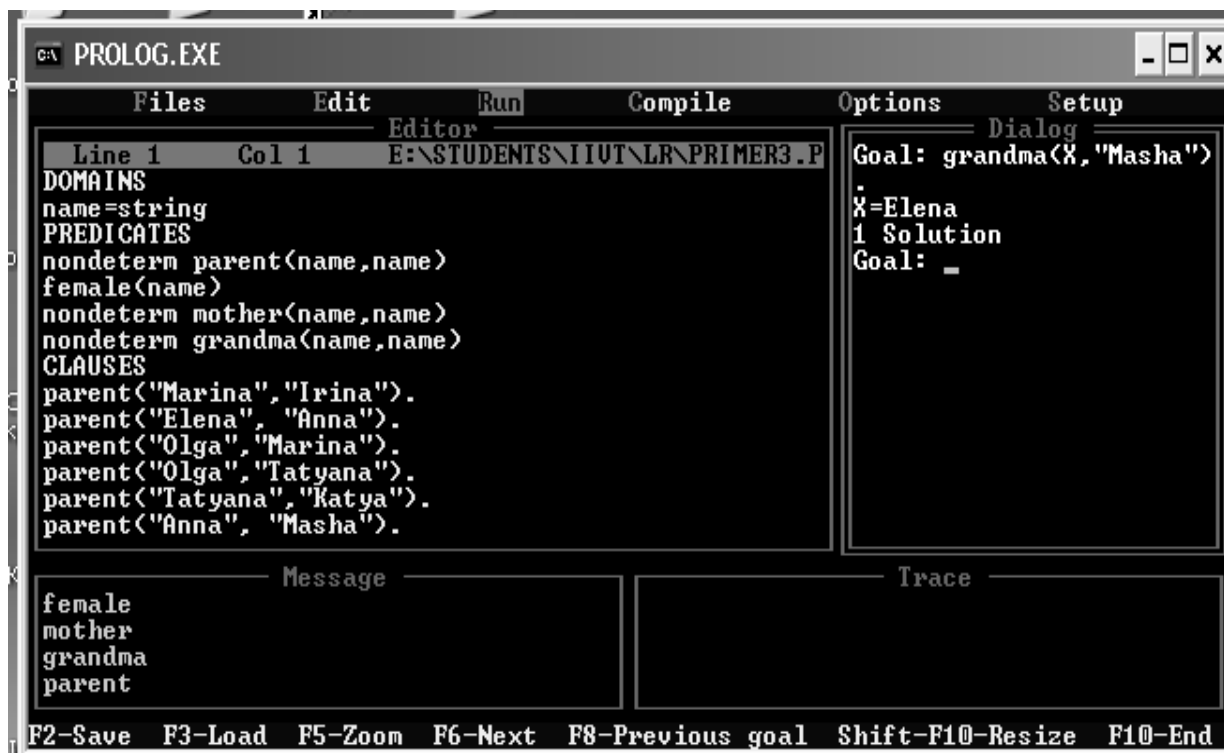 PROLOG.EXE
Files Edit Run Compile Options Setup
Editor
Line 1 Col 1 E:\STUDENTS\IIVT\LR\PRIMER3.P
DOMAINS
name=string
PREDICATES
nondeterm parent(name,name)
female(name)
nondeterm mother(name,name)
nondeterm grandma(name,name)
CLAUSES
parent("Marina","Irina").
parent("Elena", "Anna").
parent("Olga","Marina").
parent("Olga","Tatyana").
parent("Tatyana","Katya").
parent("Anna", "Masha").
Dialog
Goal: grandma(X,"Masha")
.
X=Elena
1 Solution
Goal: _
Message
female
mother
grandma
parent
Trace
F2-Save F3-Load F5-Zoom F6-Next F8-Previous goal Shift-F10-Resize F10-End